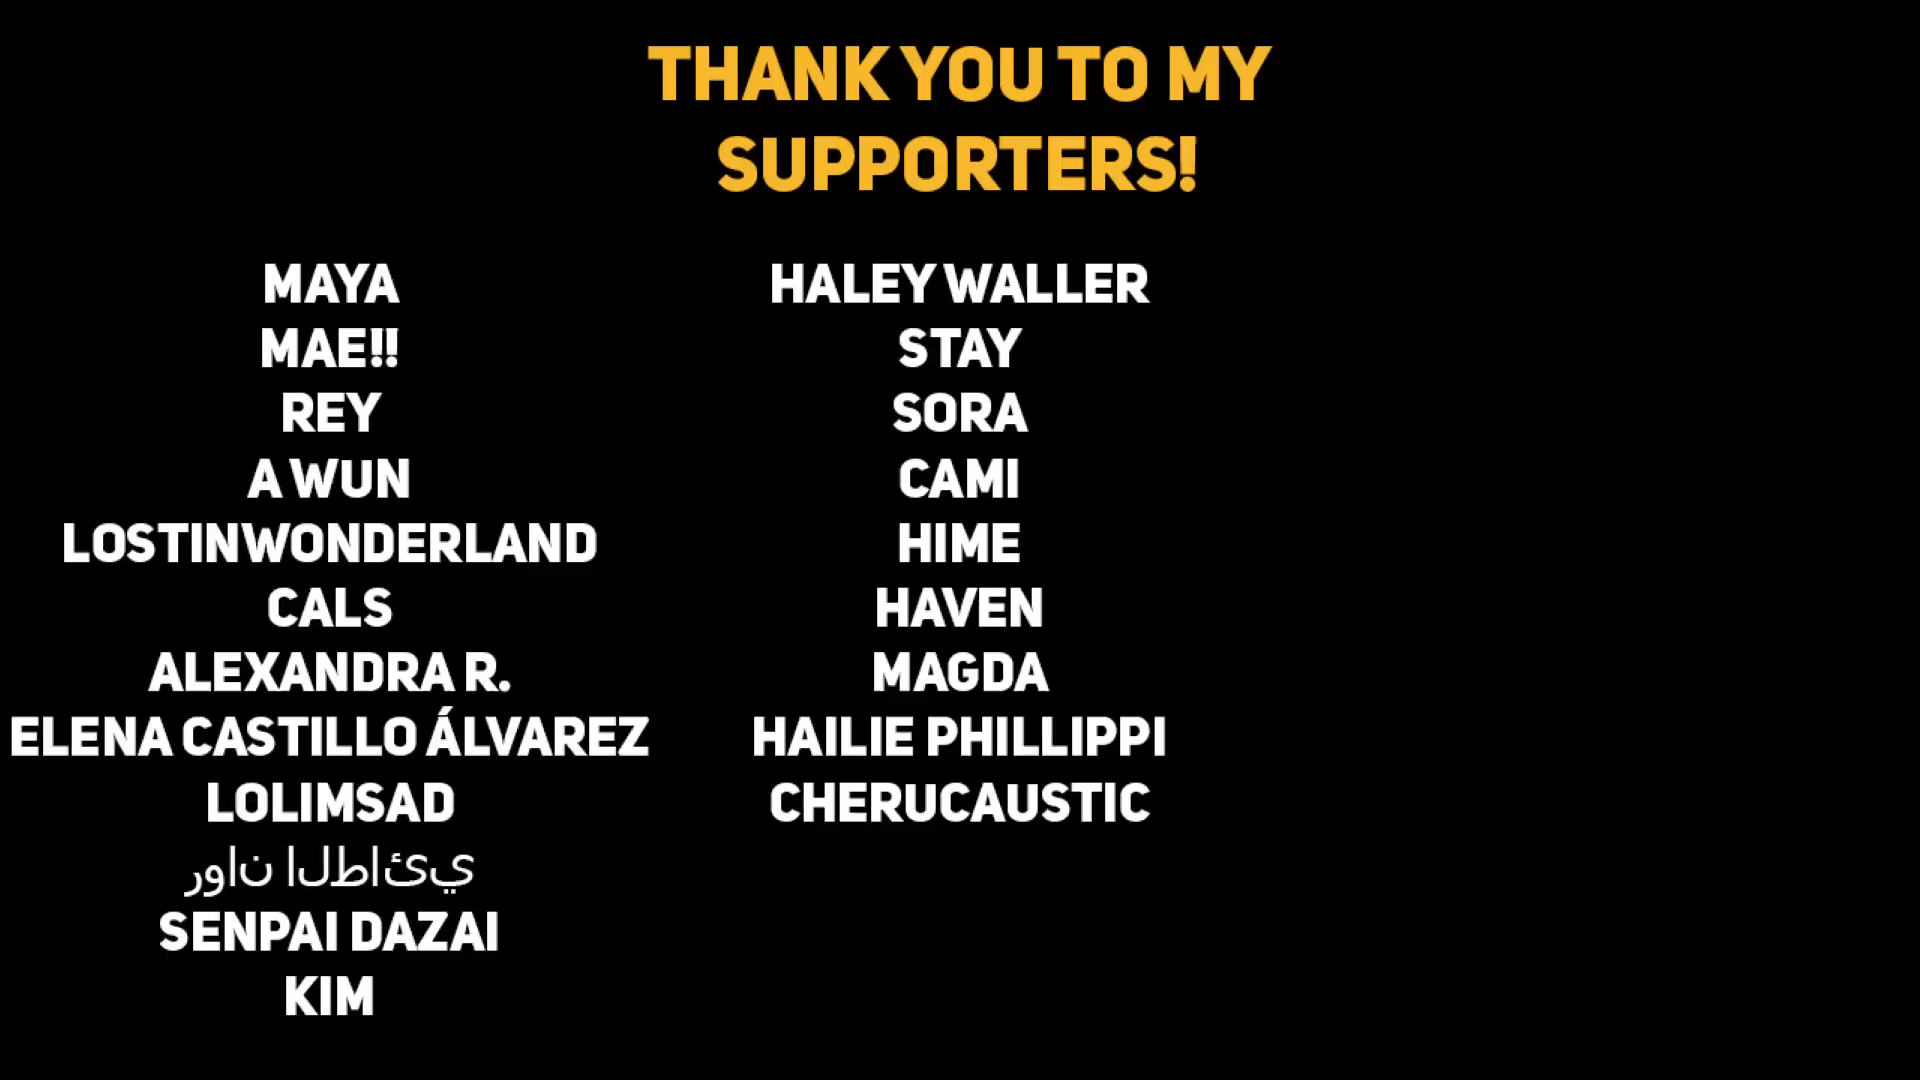 THANK YOU TO MY
SUPPORTERS!
MAYA
MAE!!
REY
A WUN
LOSTINWONDERLAND
CALS
ALEXANDRA R.
ELENA CASTILLO ÁLVAREZ
LOLIMSAD
روان الطائي
SENPAI DAZAI
KIM
HALEY WALLER
STAY
SORA
CAMI
HIME
HAVEN
MAGDA
HAILIE PHILLIPPI
CHERUCAUSTIC